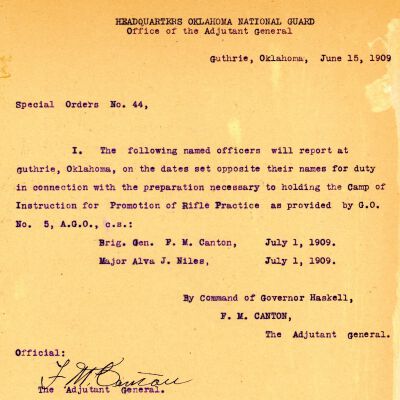 HEADQUARTERS OKLAHOMA NATIONAL GUARD
Office of the Adjutant General
Guthrie, Oklahoma, June 15, 1909
Special Orders No. 44,
I. The following named officers will report at
guthrie, Oklahoma, on the dates set opposite their names for duty
in connection with the preparation necessary to holding the Camp of
Instruction for Promotion of Rifle Practice as provided by G.O.
No. 5, A.G.O., c.s.:
Brig. Gen. F. M. Canton, July 1, 1909.
Major Alva J. Niles, July 1, 1909.
By Command of Governor Haskell,
F. M. CANTON,
The Adjutant general.
Official:
F M. Canton
The Adjutant General.